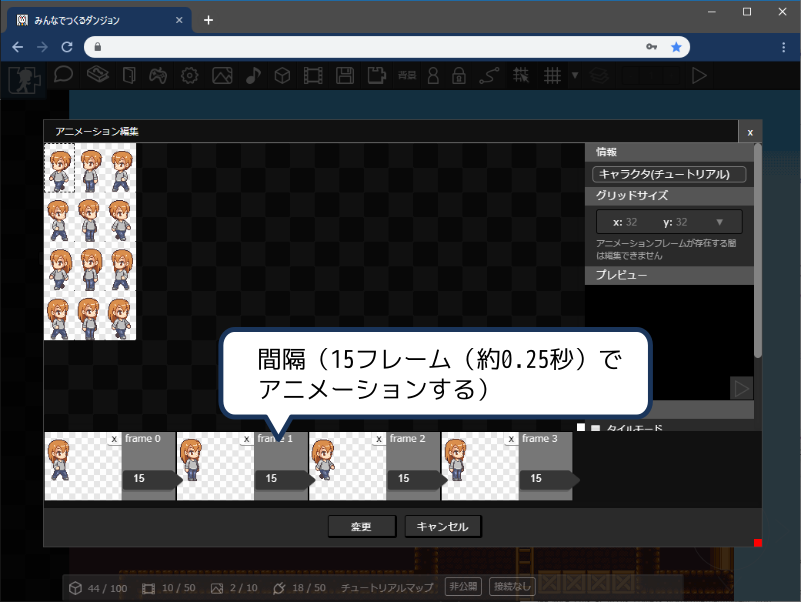 みんなでつくるダンジョン
背景
アニメーション編集
x
情報
キャラクタ(チュートリアル)
グリッドサイズ
x: 32 y: 32
アニメーションフレームが存在する間
は編集できません
プレビュー
間隔（15フレーム（約0.25秒）で
アニメーションする）
タイルモード
x frame 0
15
x frame 1
15
x frame 2
15
x frame 3
15
変更
キャンセル
44 / 100 10 / 50 2 / 10 18 / 50 チュートリアルマップ 非公開 接続なし